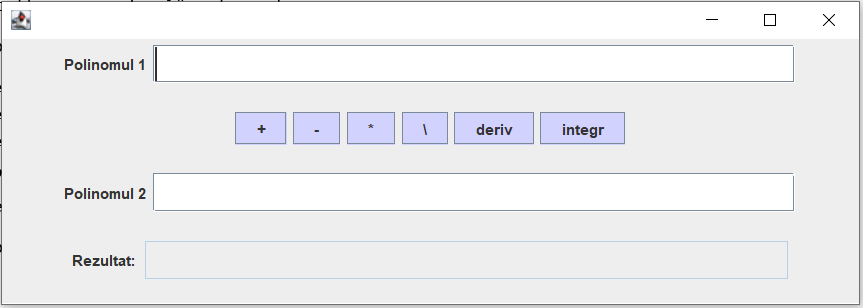 Polinomul 1
+ - * \ deriv integr
Polinomul 2
Rezultat: